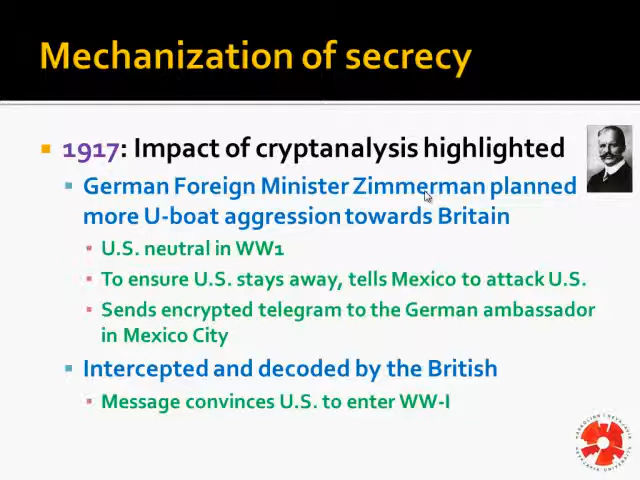 Mechanization of secrecy
1917: Impact of cryptanalysis highlighted
German Foreign Minister Zimmerman planned
more U-boat aggression towards Britain
U.S. neutral in WW1
To ensure U.S. stays away, tells Mexico to attack U.S.
Sends encrypted telegram to the German ambassador
in Mexico City
Intercepted and decoded by the British
Message convinces U.S. to enter WW-I